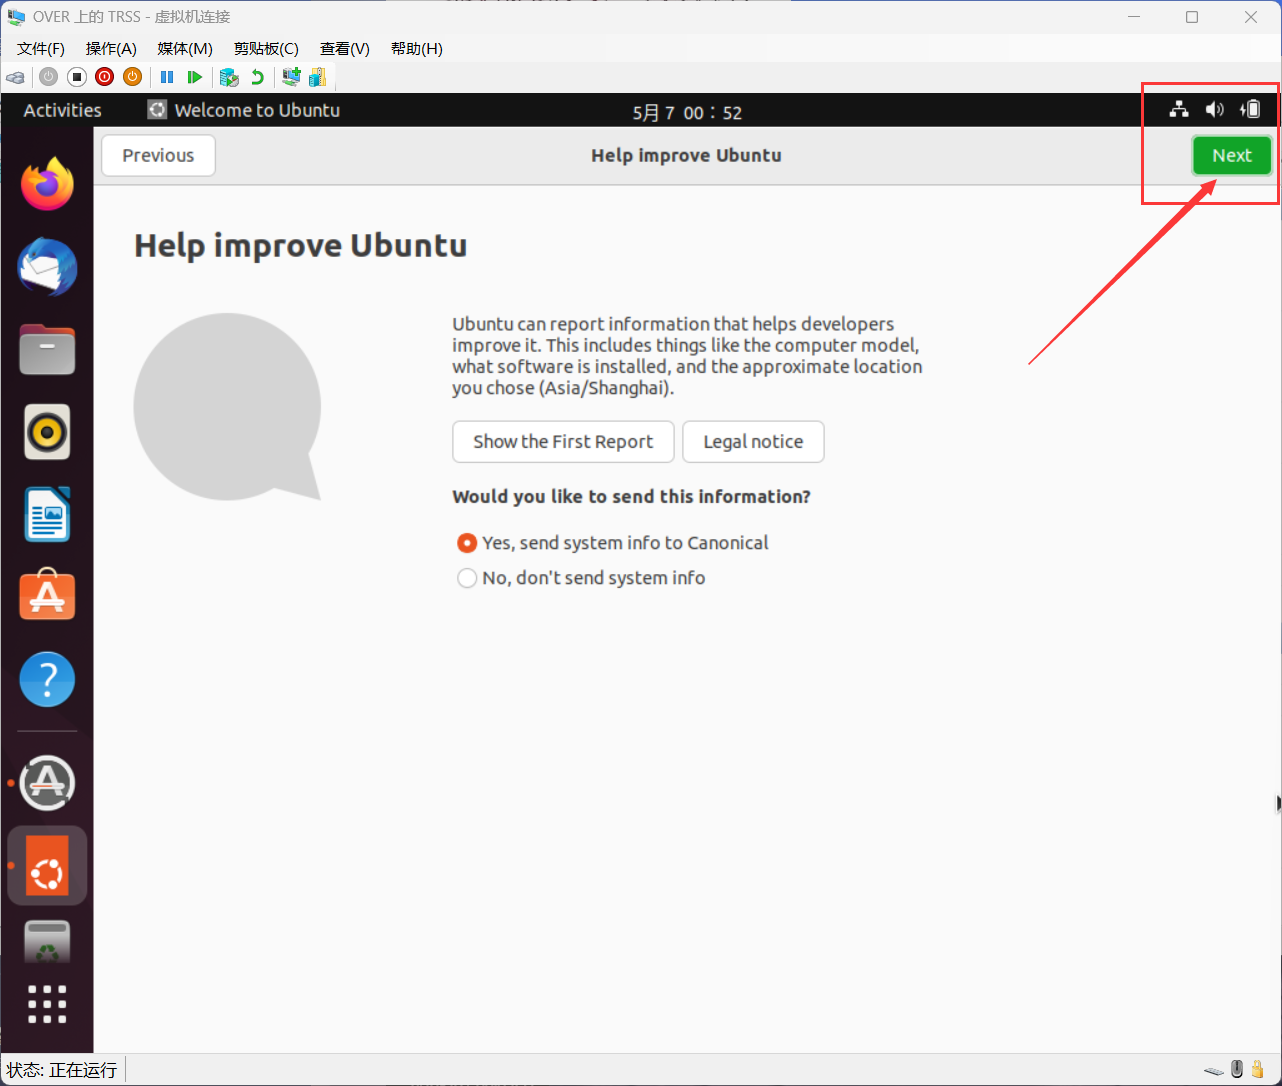 OVER 上的 TRSS - 虚拟机连接
文件(F) 操作(A) 媒体(M) 剪贴板(C) 查看(V) 帮助(H)
Activities Welcome to Ubuntu 5月 7 00：52
Previous Help improve Ubuntu Next
Help improve Ubuntu
Ubuntu can report information that helps developers
improve it. This includes things like the computer model,
what software is installed, and the approximate location
you chose (Asia/Shanghai).
Show the First Report Legal notice
Would you like to send this information?
Yes, send system info to Canonical
No, don't send system info
状态: 正在运行